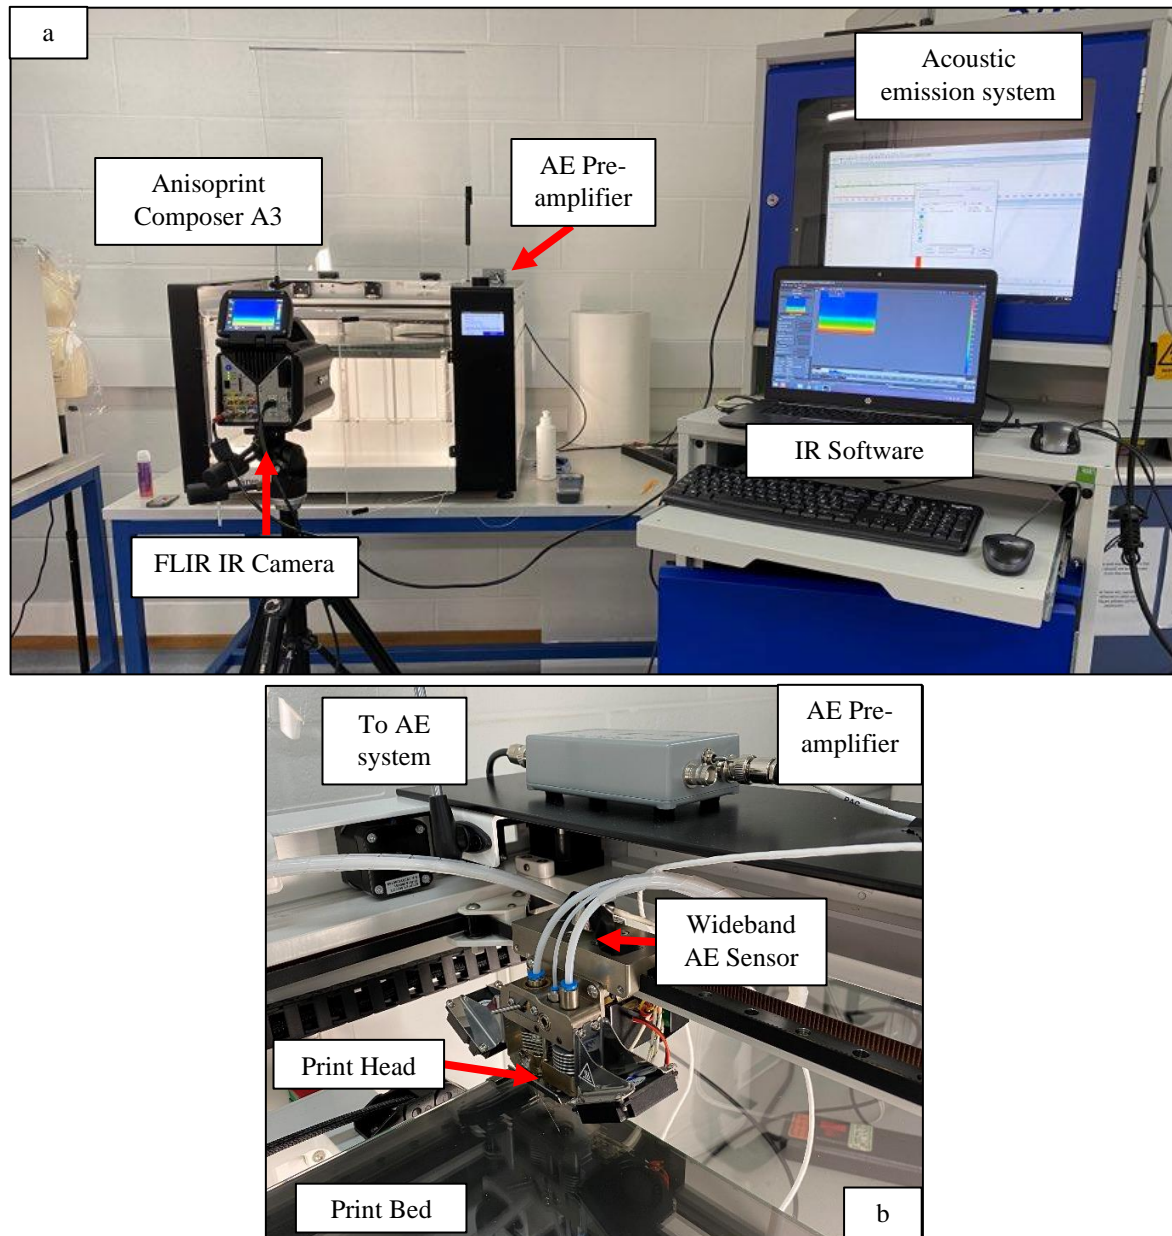 a
Acoustic
emission system
AE Pre-
amplifier
Anisoprint
Composer A3
IR Software
FLIR IR Camera
To AE
system
AE Pre-
amplifier
Wideband
AE Sensor
Print Head
Print Bed
b